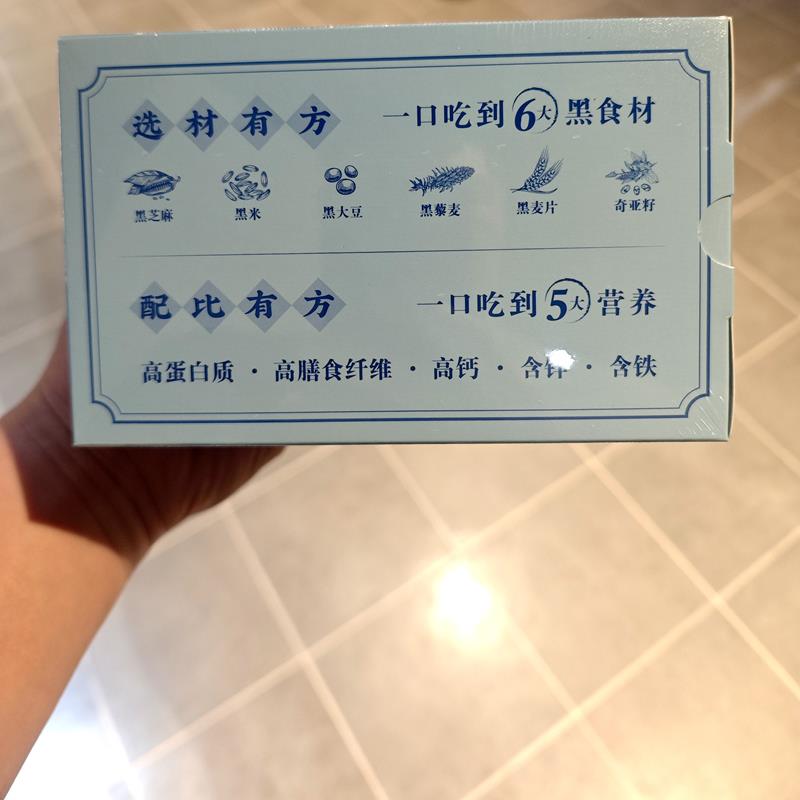 选材有方
一口吃到6大黑食材
黑芝麻 黑米 黑大豆 黑藜麦 黑麦片 奇亚籽
配比有方
一口吃到5大营养
高蛋白质·高膳食纤维·高钙·含锌·含铁